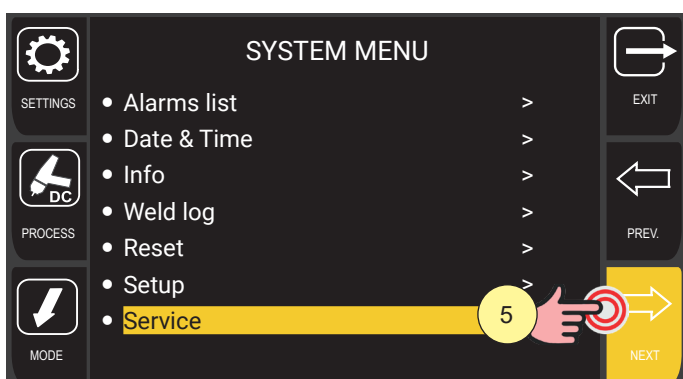 SYSTEM MENU
SETTINGS
EXIT
• Alarms list >
• Date & Time >
• Info >
DC
• Weld log >
PROCESS
PREV.
• Reset >
• Setup >
• Service
5
MODE
NEXT